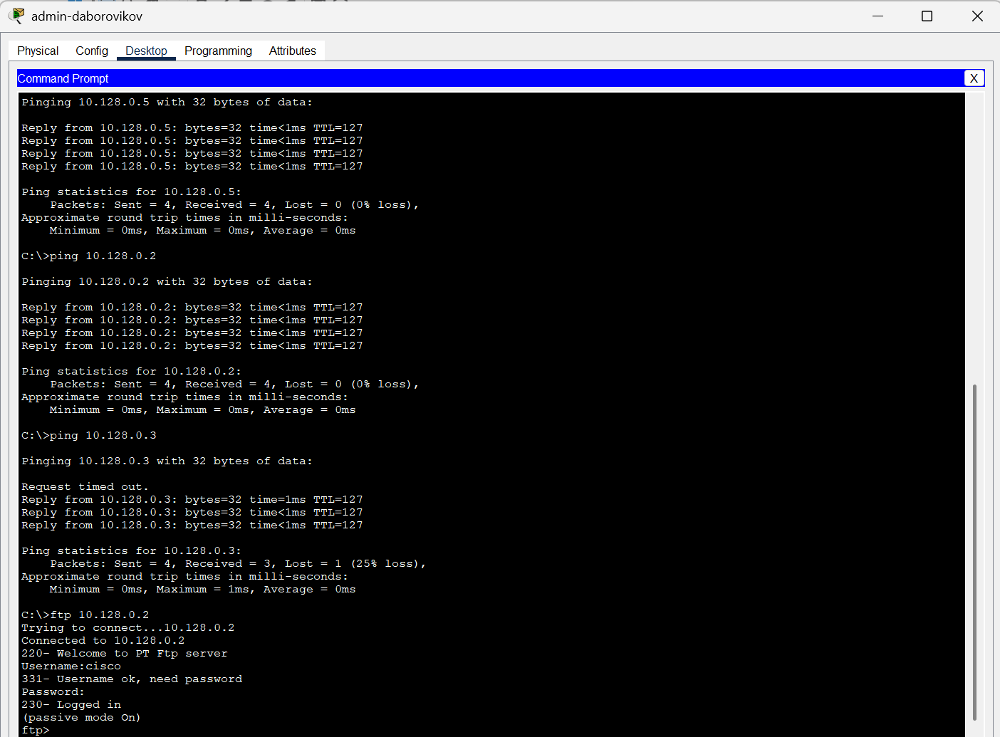 admin-daborovikov
Physical Config Desktop Programming Attributes
Command Prompt X
Pinging 10.128.0.5 with 32 bytes of data:
Reply from 10.128.0.5: bytes=32 time<1ms TTL=127
Reply from 10.128.0.5: bytes=32 time<1ms TTL=127
Reply from 10.128.0.5: bytes=32 time<1ms TTL=127
Reply from 10.128.0.5: bytes=32 time<1ms TTL=127
Ping statistics for 10.128.0.5:
Packets: Sent = 4, Received = 4, Lost = 0 (0% loss),
Approximate round trip times in milli-seconds:
Minimum = 0ms, Maximum = 0ms, Average = 0ms
C:\>ping 10.128.0.2
Pinging 10.128.0.2 with 32 bytes of data:
Reply from 10.128.0.2: bytes=32 time<1ms TTL=127
Reply from 10.128.0.2: bytes=32 time<1ms TTL=127
Reply from 10.128.0.2: bytes=32 time<1ms TTL=127
Reply from 10.128.0.2: bytes=32 time<1ms TTL=127
Ping statistics for 10.128.0.2:
Packets: Sent = 4, Received = 4, Lost = 0 (0% loss),
Approximate round trip times in milli-seconds:
Minimum = 0ms, Maximum = 0ms, Average = 0ms
C:\>ping 10.128.0.3
Pinging 10.128.0.3 with 32 bytes of data:
Request timed out.
Reply from 10.128.0.3: bytes=32 time=1ms TTL=127
Reply from 10.128.0.3: bytes=32 time<1ms TTL=127
Reply from 10.128.0.3: bytes=32 time<1ms TTL=127
Ping statistics for 10.128.0.3:
Packets: Sent = 4, Received = 3, Lost = 1 (25% loss),
Approximate round trip times in milli-seconds:
Minimum = 0ms, Maximum = 1ms, Average = 0ms
C:\>ftp 10.128.0.2
Trying to connect...10.128.0.2
Connected to 10.128.0.2
220- Welcome to PT Ftp server
Username:cisco
331- Username ok, need password
Password:
230- Logged in
(passive mode On)
ftp>